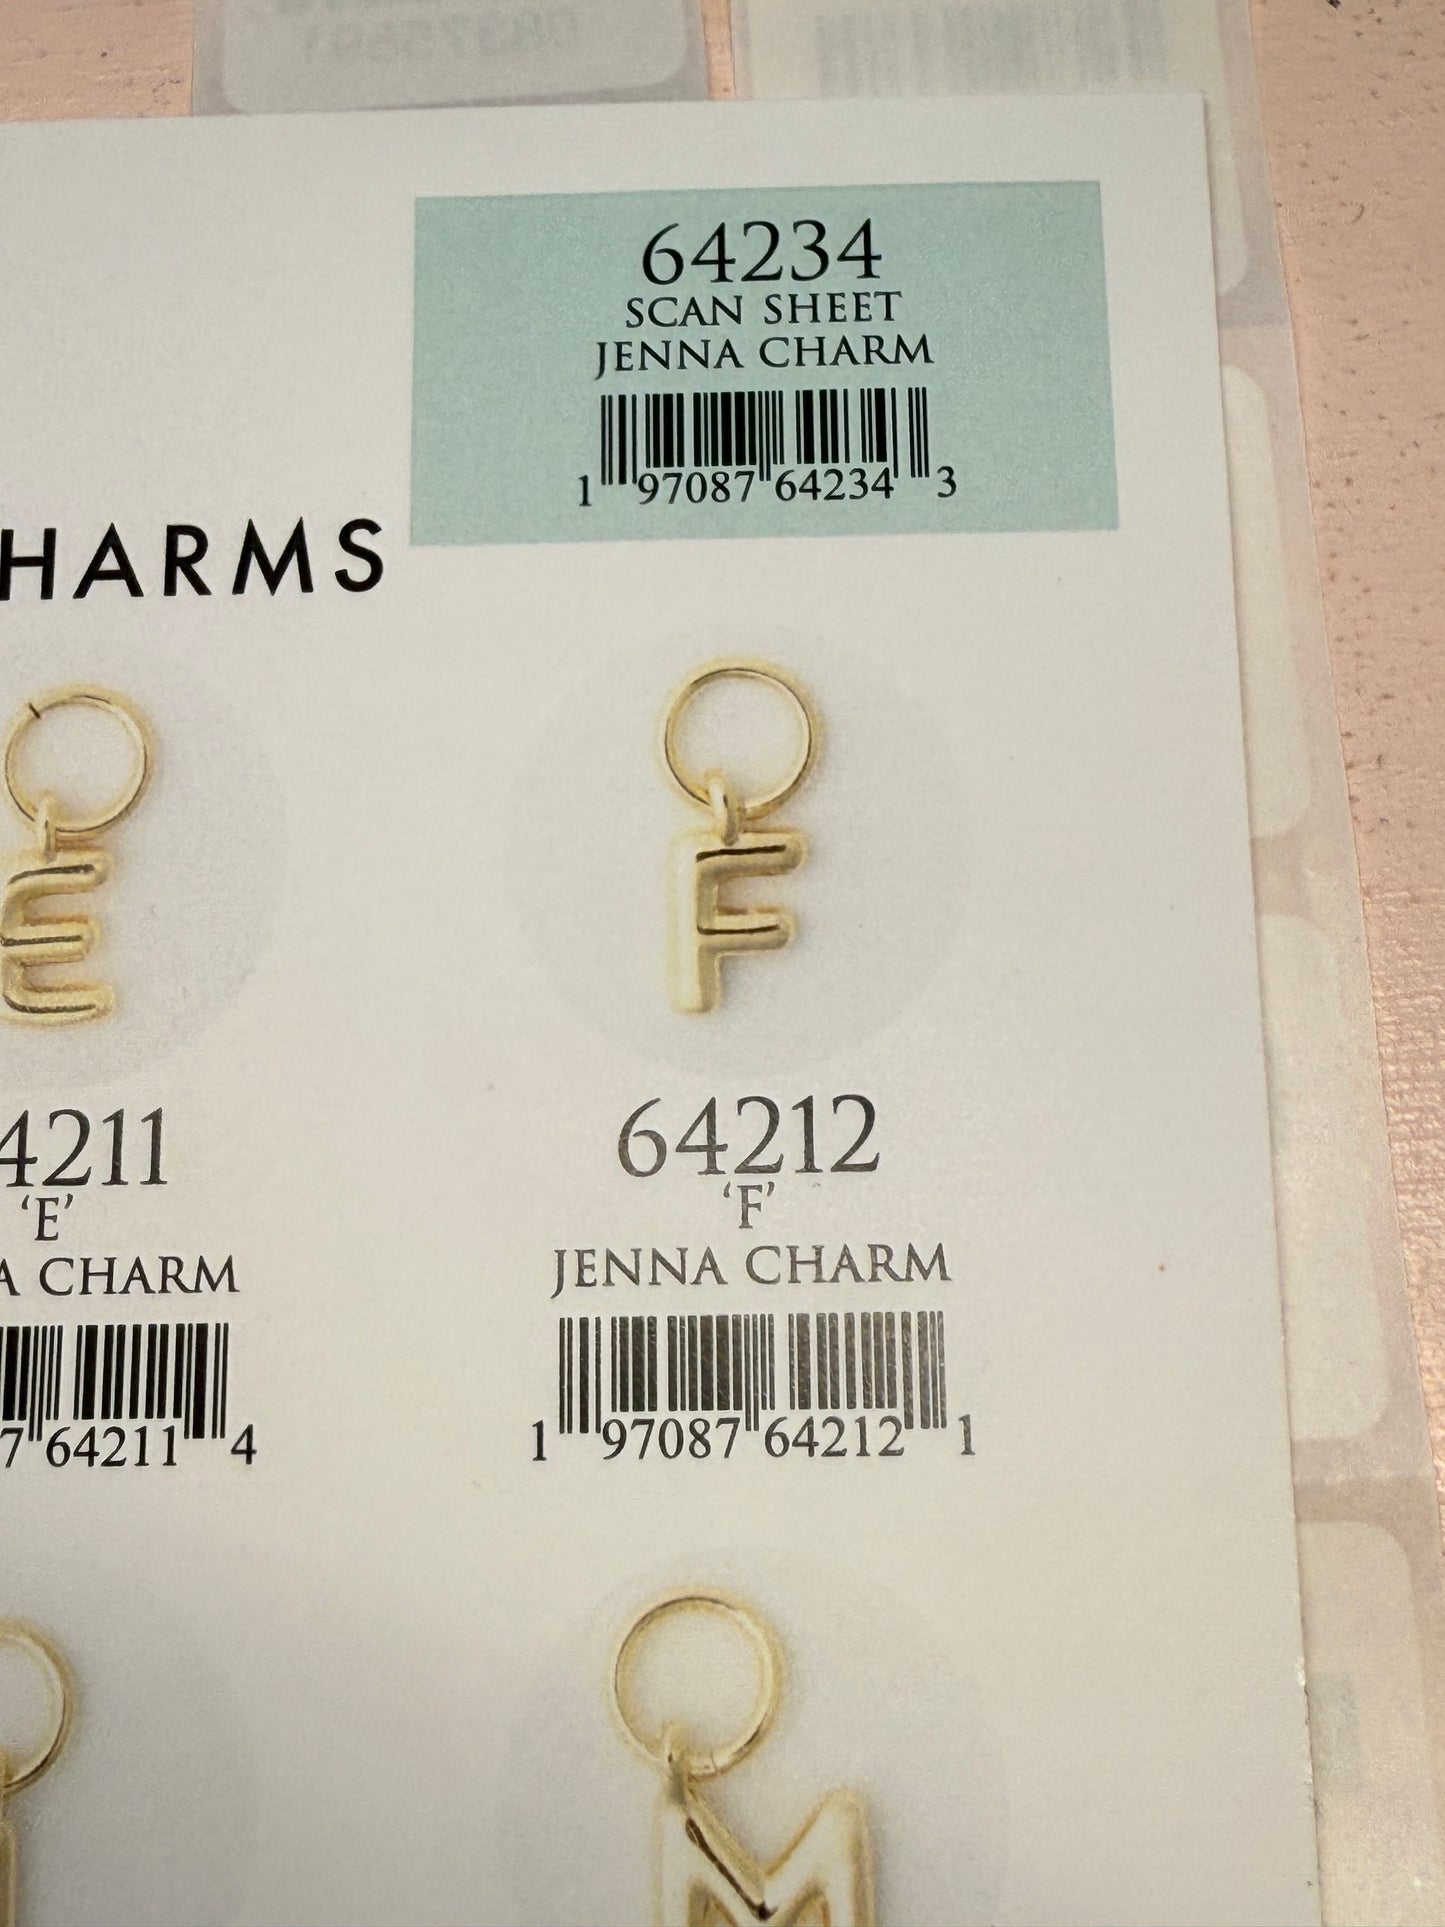 64234
SCAN SHEET
JENNA CHARM
1 97087 64234 3
HARMS
E
F
4211
'E'
A CHARM
7 64211 4
64212
'F'
JENNA CHARM
1 97087 64212 1
M